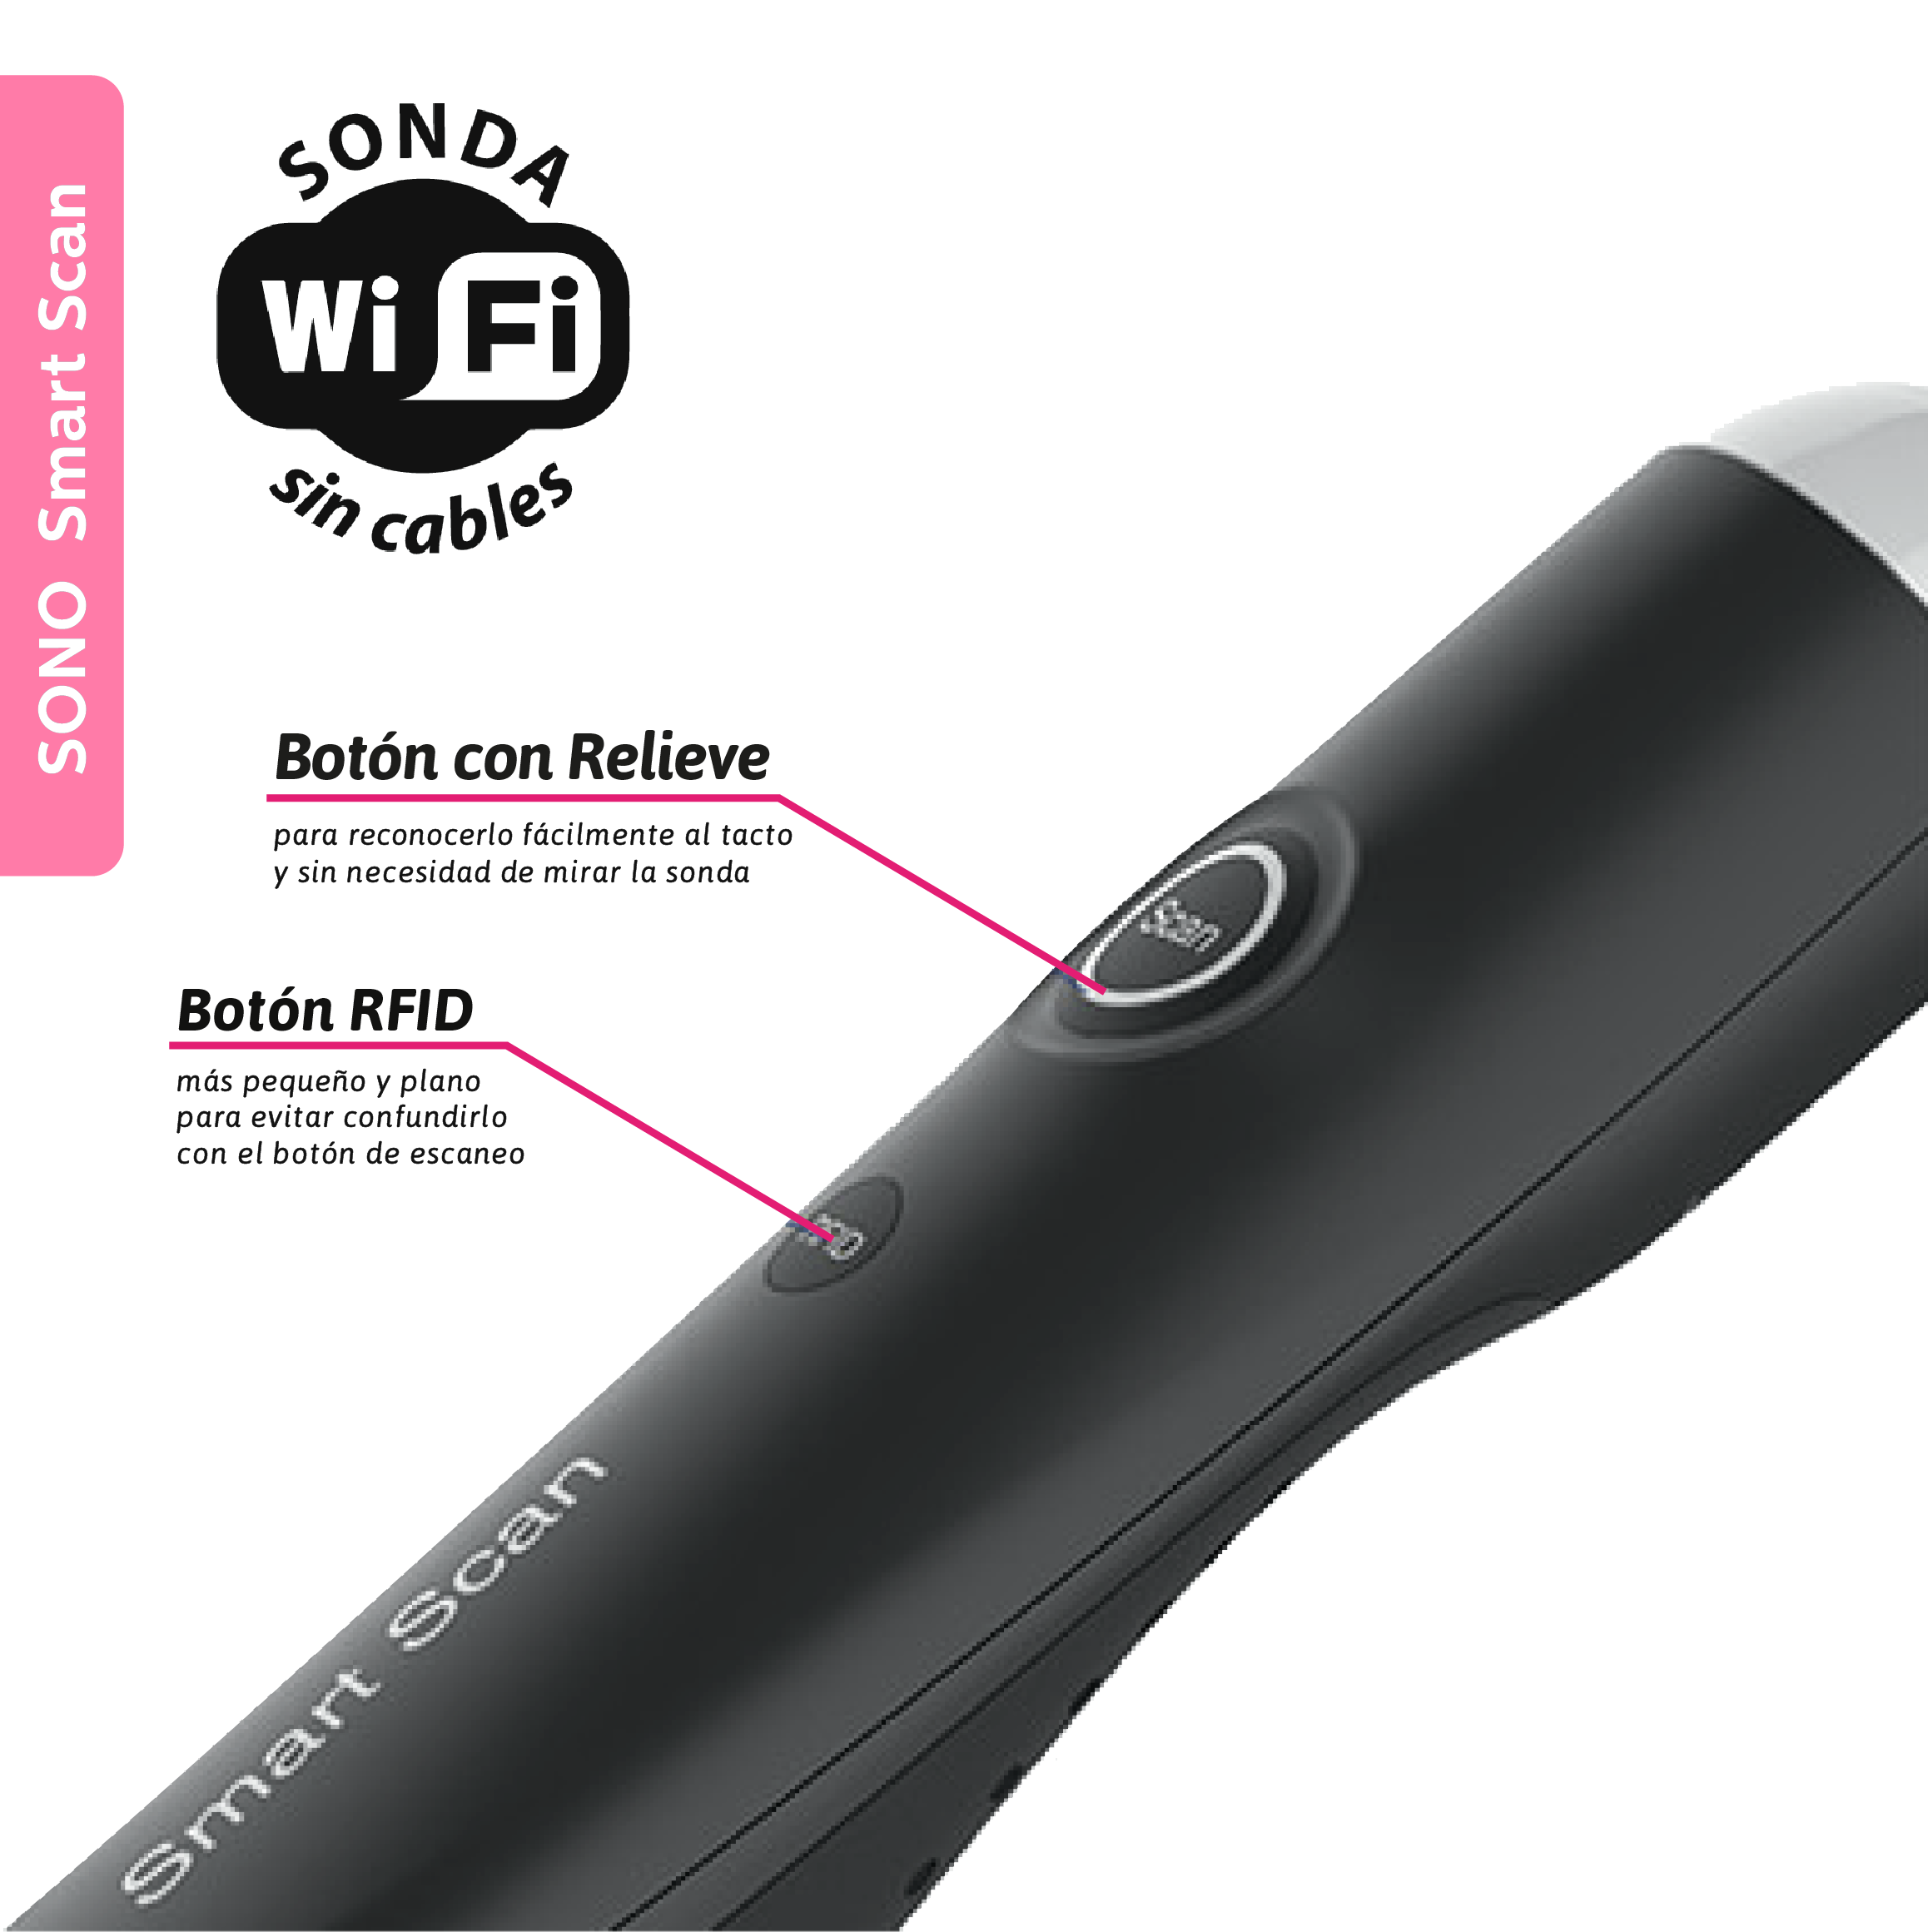 SONO Smart Scan
SONDA
Wi Fi
sin cables
Botón con Relieve
para reconocerlo fácilmente al tacto
y sin necesidad de mirar la sonda
Scan
Botón RFID
más pequeño y plano
para evitar confundirlo
con el botón de escaneo
Smart Scan